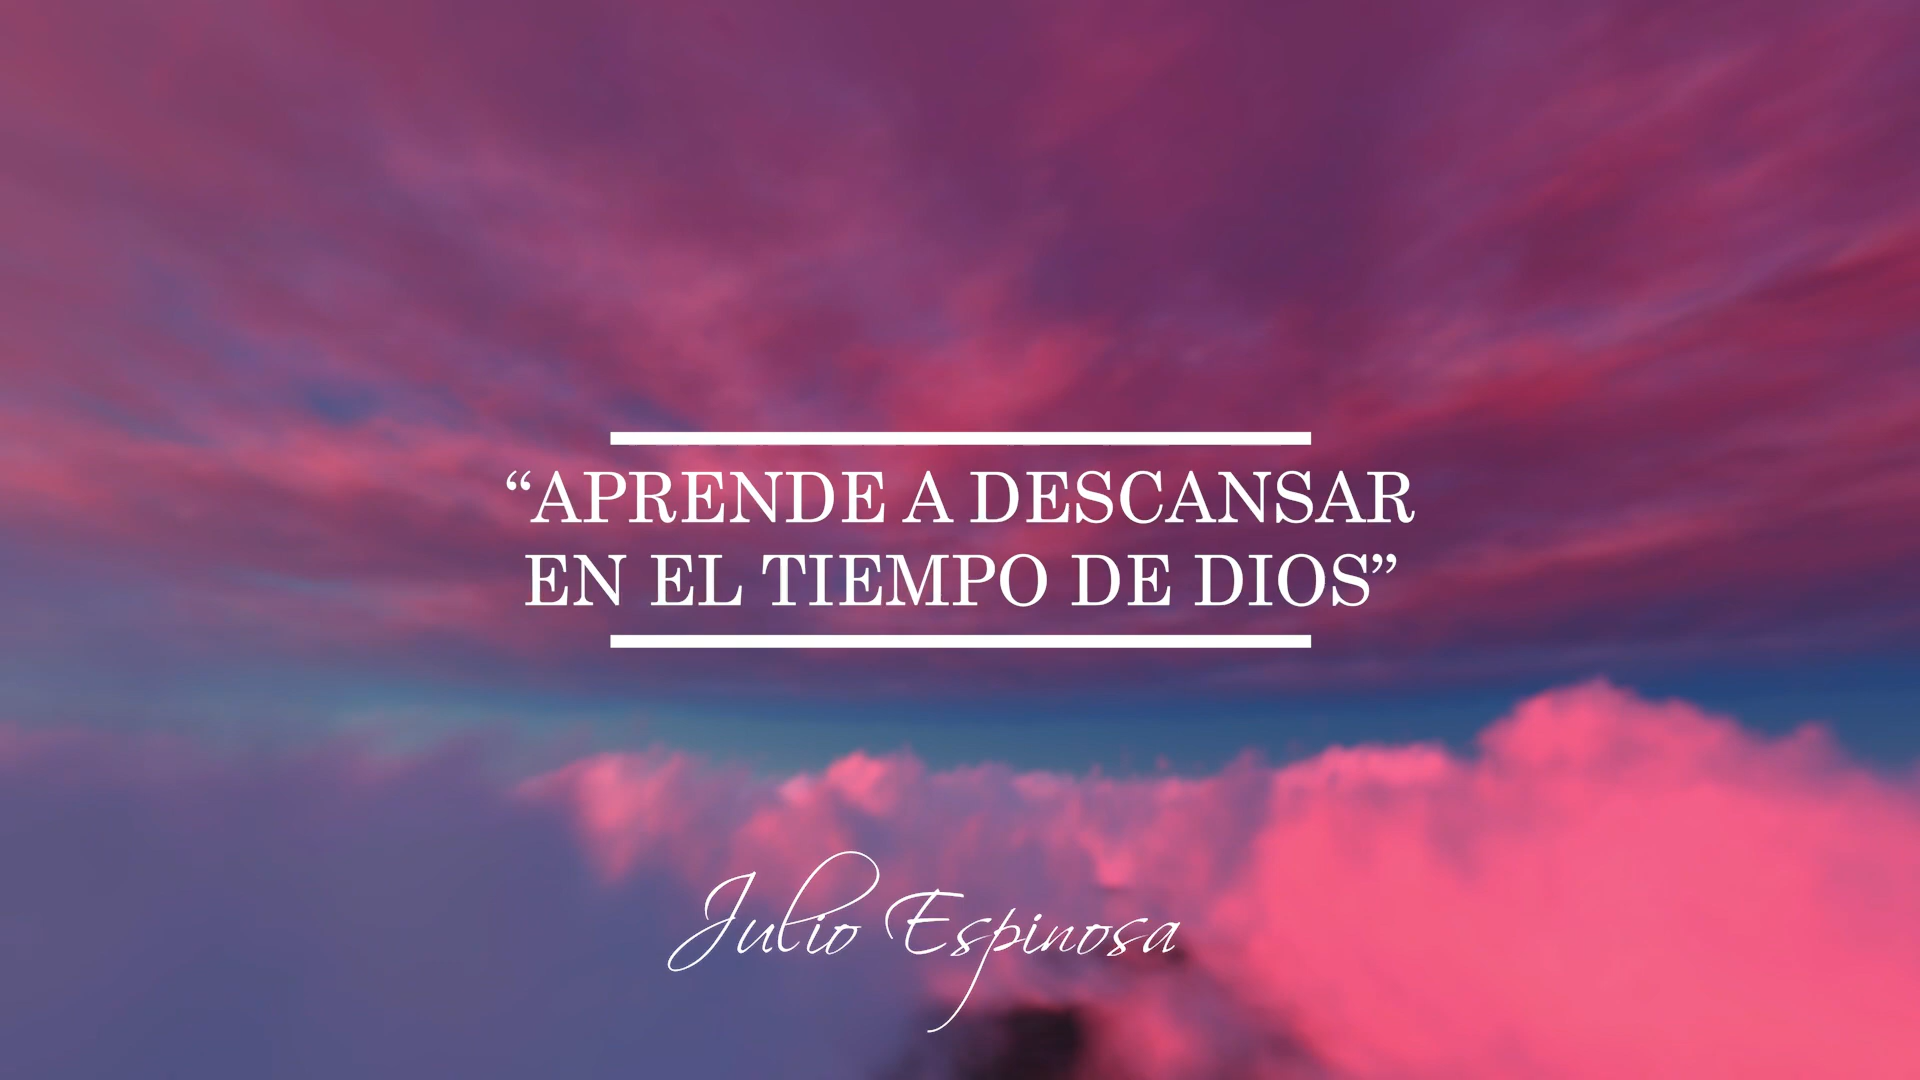 “APRENDE A DESCANSAR
EN EL TIEMPO DE DIOS”
Julio Espinosa